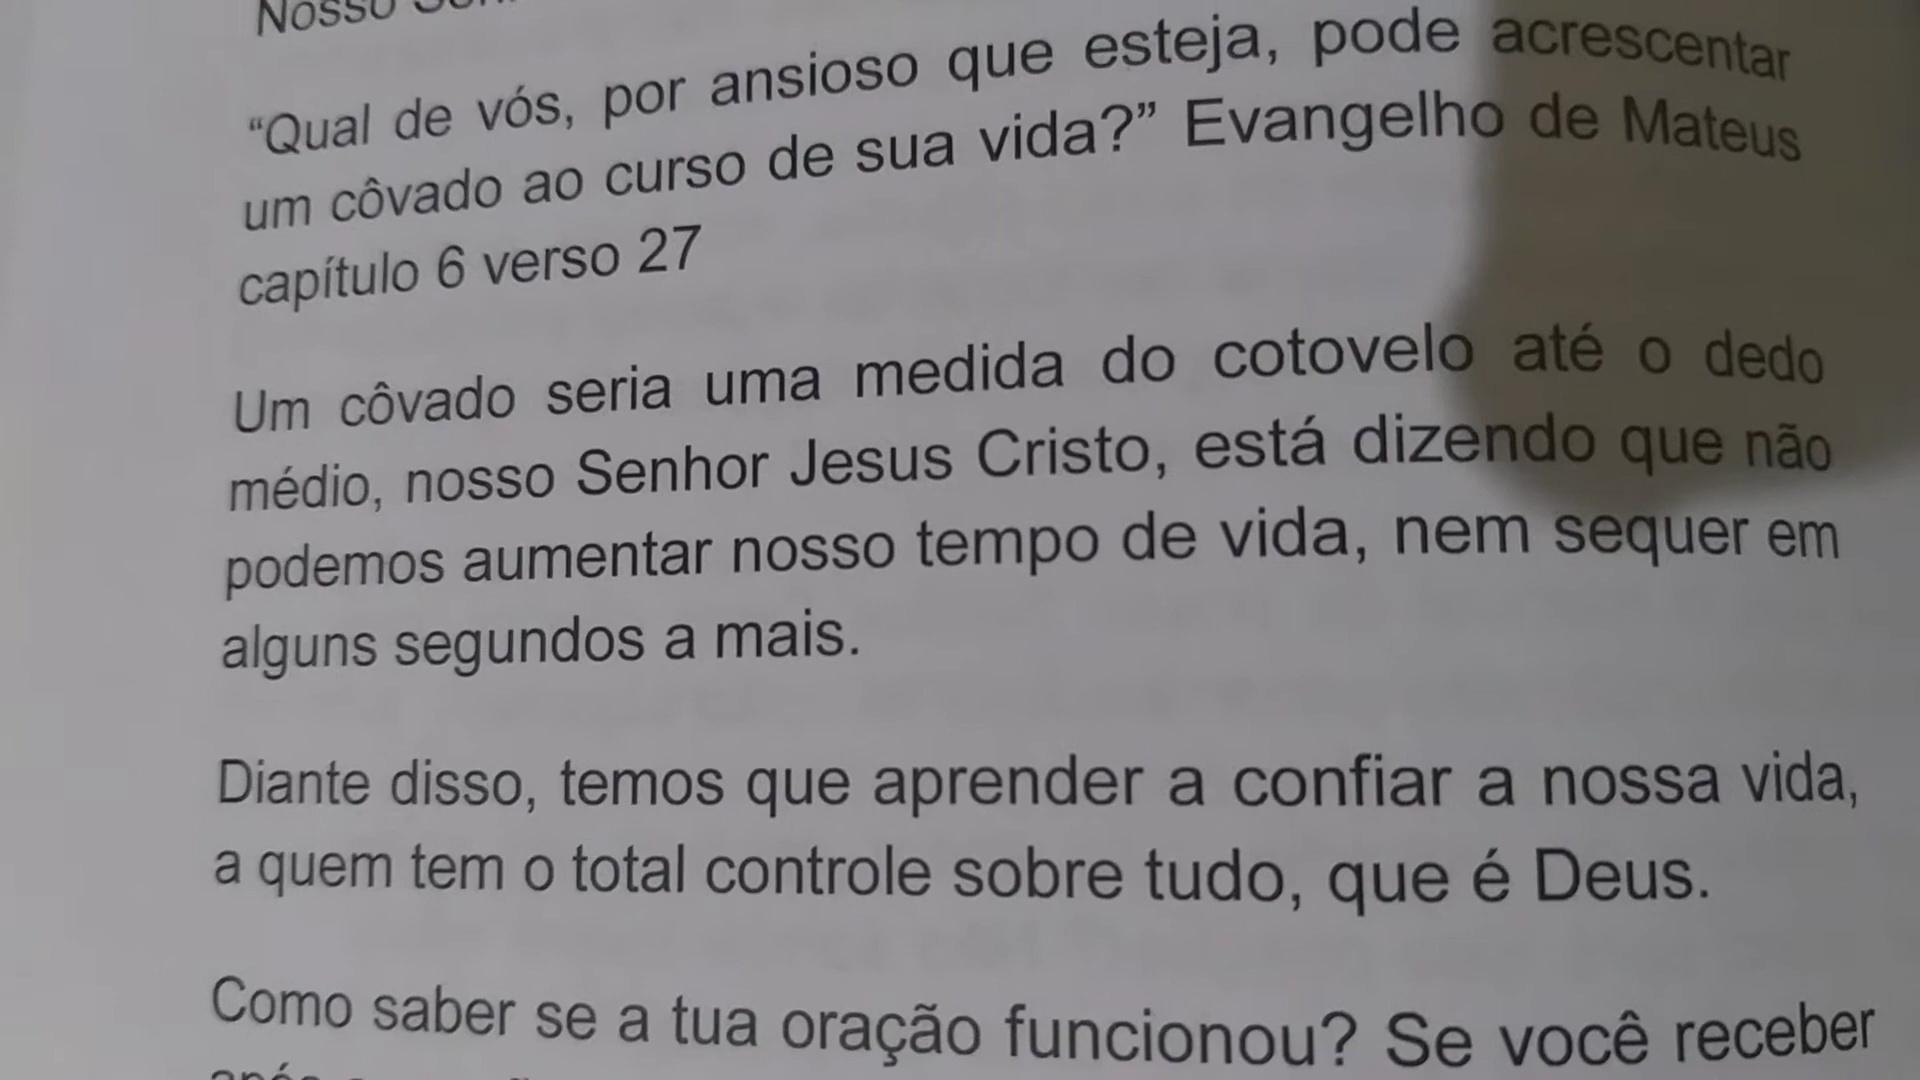 Nosso
“Qual de vós, por ansioso que esteja, pode acrescentar
um côvado ao curso de sua vida?” Evangelho de Mateus
capítulo 6 verso 27
Um côvado seria uma medida do cotovelo até o dedo
médio, nosso Senhor Jesus Cristo, está dizendo que não
podemos aumentar nosso tempo de vida, nem sequer em
alguns segundos a mais.
Diante disso, temos que aprender a confiar a nossa vida,
a quem tem o total controle sobre tudo, que é Deus.
Como saber se a tua oração funcionou? Se você receber